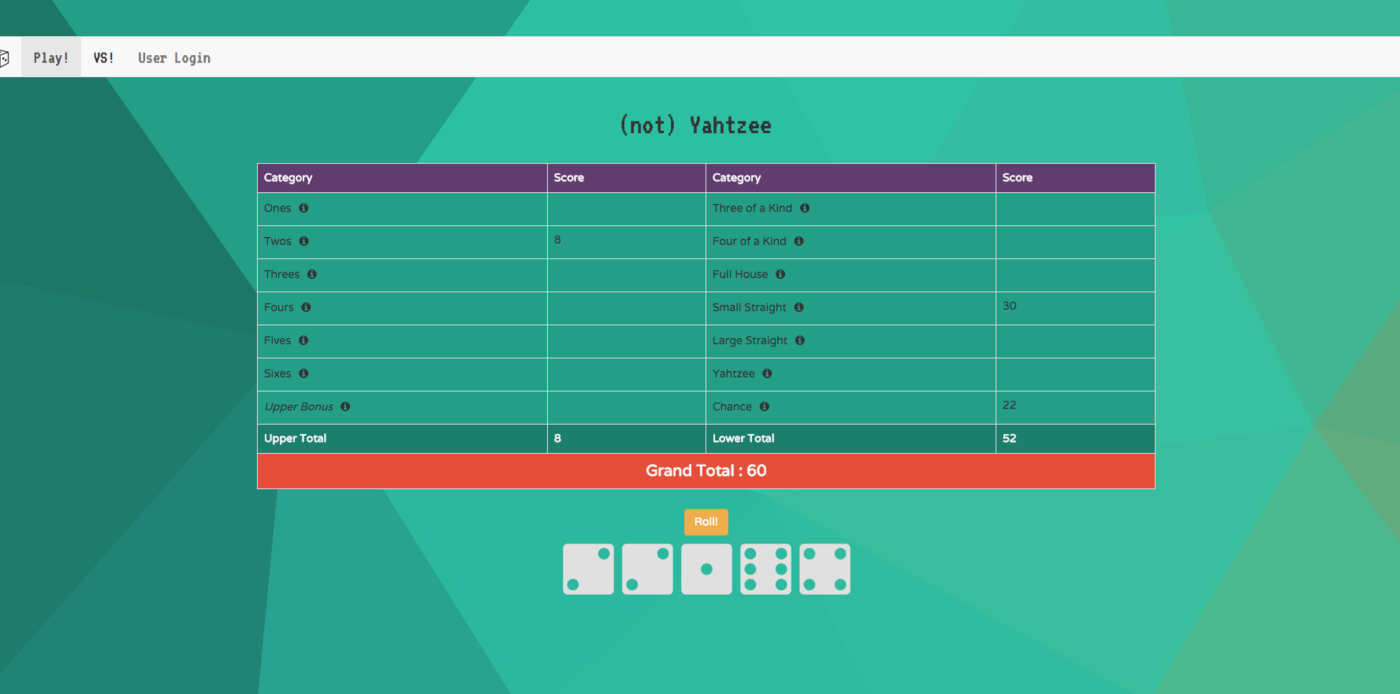 Play! VS! User Login
(not) Yahtzee
Category Score Category Score
Ones Three of a Kind
Twos 8 Four of a Kind
Threes Full House
Fours Small Straight 30
Fives Large Straight
Sixes Yahtzee
Upper Bonus Chance 22
Upper Total 8 Lower Total 52
Grand Total : 60
Roll!